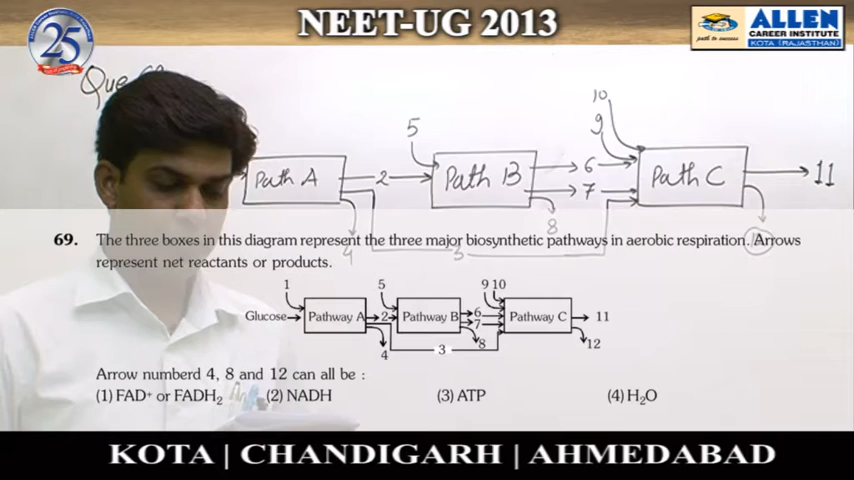 NEET-UG 2013
25
ALLEN
CAREER INSTITUTE
KOTA (RAJASTHAN)
path to success
Que
5
10
9
Path A
2
Path B
6
7
Path C
11
8
4
3
69. The three boxes in this diagram represent the three major biosynthetic pathways in aerobic respiration. Arrows
represent net reactants or products.
1 5 9 10
Glucose Pathway A 2 Pathway B 6 7 Pathway C 11
4 3 8 12
Arrow numberd 4, 8 and 12 can all be :
(1) FAD⁺ or FADH₂ (2) NADH (3) ATP (4) H₂O
KOTA | CHANDIGARH | AHMEDABAD